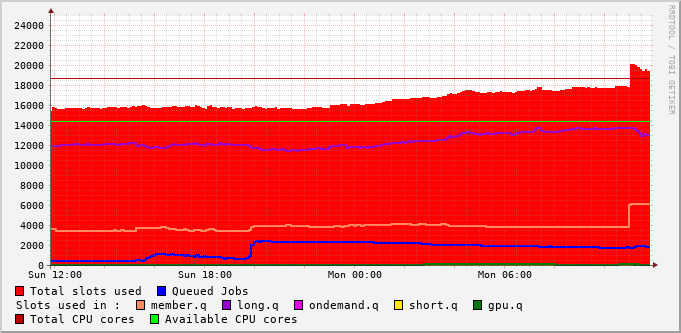 24000
22000
20000
18000
16000
14000
12000
10000
8000
6000
4000
2000
0
Sun 12:00 Sun 18:00 Mon 00:00 Mon 06:00
RRDTOOL / TOBI OETIKER
Total slots used Queued Jobs
Slots used in : member.q long.q ondemand.q short.q gpu.q
Total CPU cores Available CPU cores